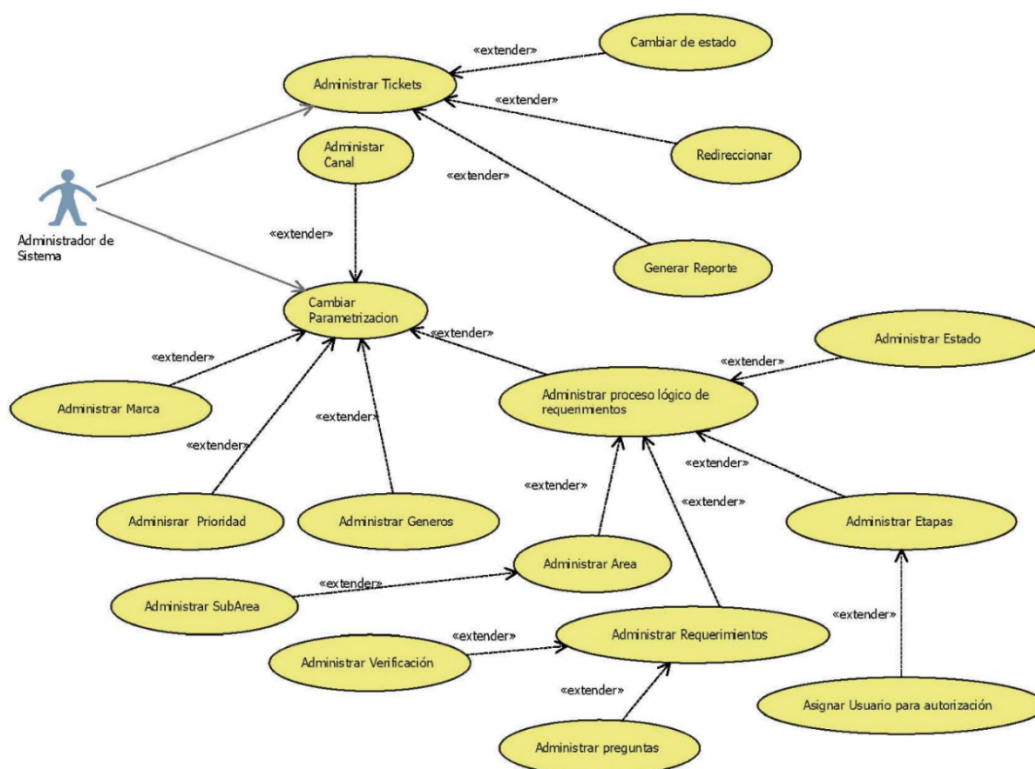 «extender»
Cambiar de estado
Administrar Tickets
«extender»
Administar
Canal
Redireccionar
«extender»
Administrador de
Sistema
«extender»
Generar Reporte
Cambiar
Parametrizacion
«extender»
Administrar Estado
«extender»
«extender»
Administrar proceso lógico de
requerimientos
Administrar Marca
«extender»
«extender»
«extender»
«extender»
«extender»
Adminisrar Prioridad
Administrar Generos
Administrar Etapas
Administrar Area
«extender»
Administrar SubArea
«extender»
Administrar Requerimientos
«extender»
Administrar Verificación
«extender»
Asignar Usuario para autorización
Administrar preguntas